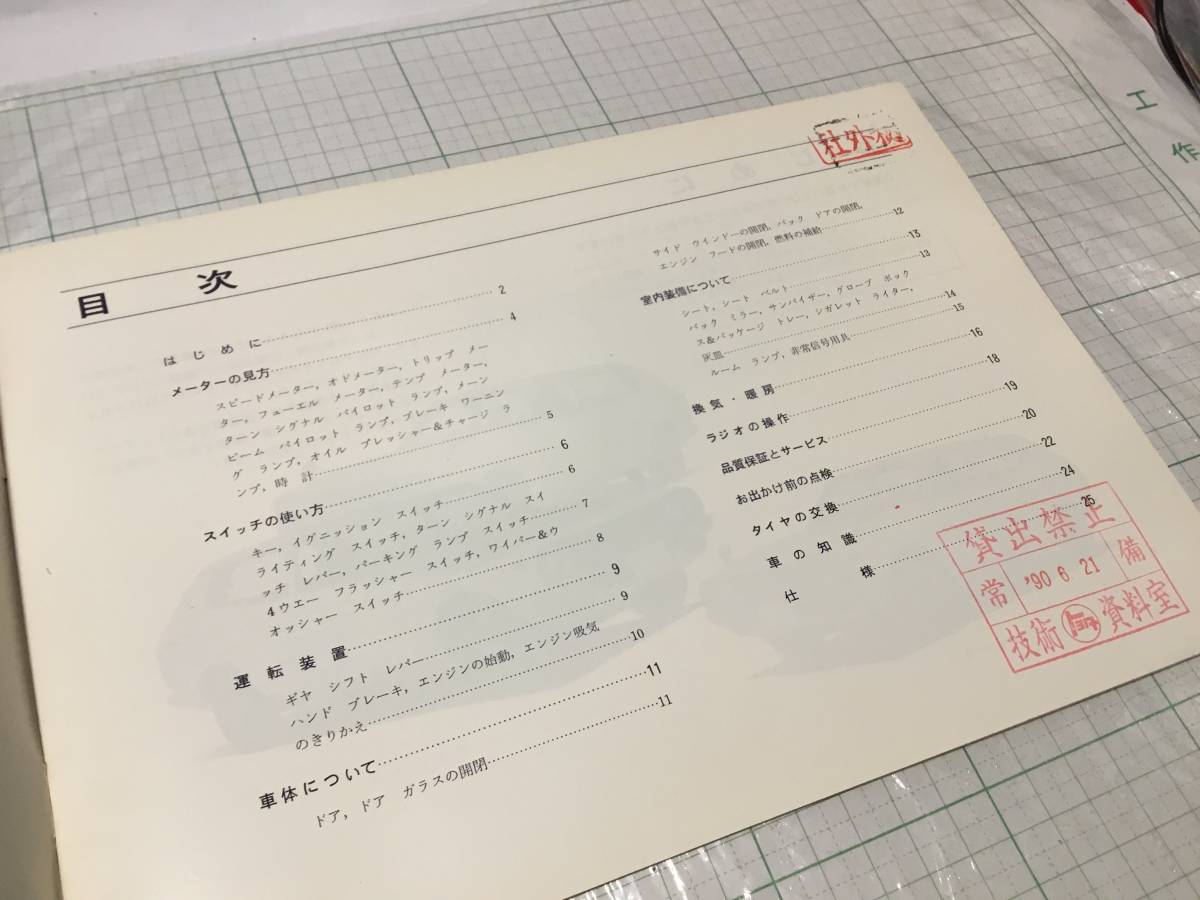 目次
はじめに……2
メーターの見方……4
スピードメーター，オドメーター，トリップ メー
ター，フューエル メーター，テンプ メーター，
ターン シグナル パイロット ランプ，メーン
ビーム パイロット ランプ，ブレーキ ワーニン
グ ランプ，オイル プレッシャー＆チャージ ラ
ンプ，時計……5
スイッチの使い方……6
キー，イグニッション スイッチ……6
ライティング スイッチ，ターン シグナル スイ
ッチ レバー，パーキング ランプ スイッチ……7
4ウエー フラッシャー スイッチ，ワイパー＆ウ
オッシャー スイッチ……8
運転装置……9
ギヤ シフト レバー……9
ハンド ブレーキ，エンジンの始動，エンジン吸気
のきりかえ……10
車体について……11
ドア，ドア ガラスの開閉……11
サイド ウインドーの開閉，バック ドアの開閉，
エンジン フードの開閉，燃料の補給……12
室内装備について……13
シート，シート ベルト……13
バック ミラー，サンバイザー，グローブ ボック
ス&パッケージ トレー，シガレット ライター，
灰皿……14
ルーム ランプ，非常信号用具……15
換気・暖房……16
ラジオの操作……18
品質保証とサービス……19
お出かけ前の点検……20
タイヤの交換……22
車の知識……24
仕様……25
社外秘
貸出禁止
常 '90 6 21 備
技術 トヨタ 資料室
工
作